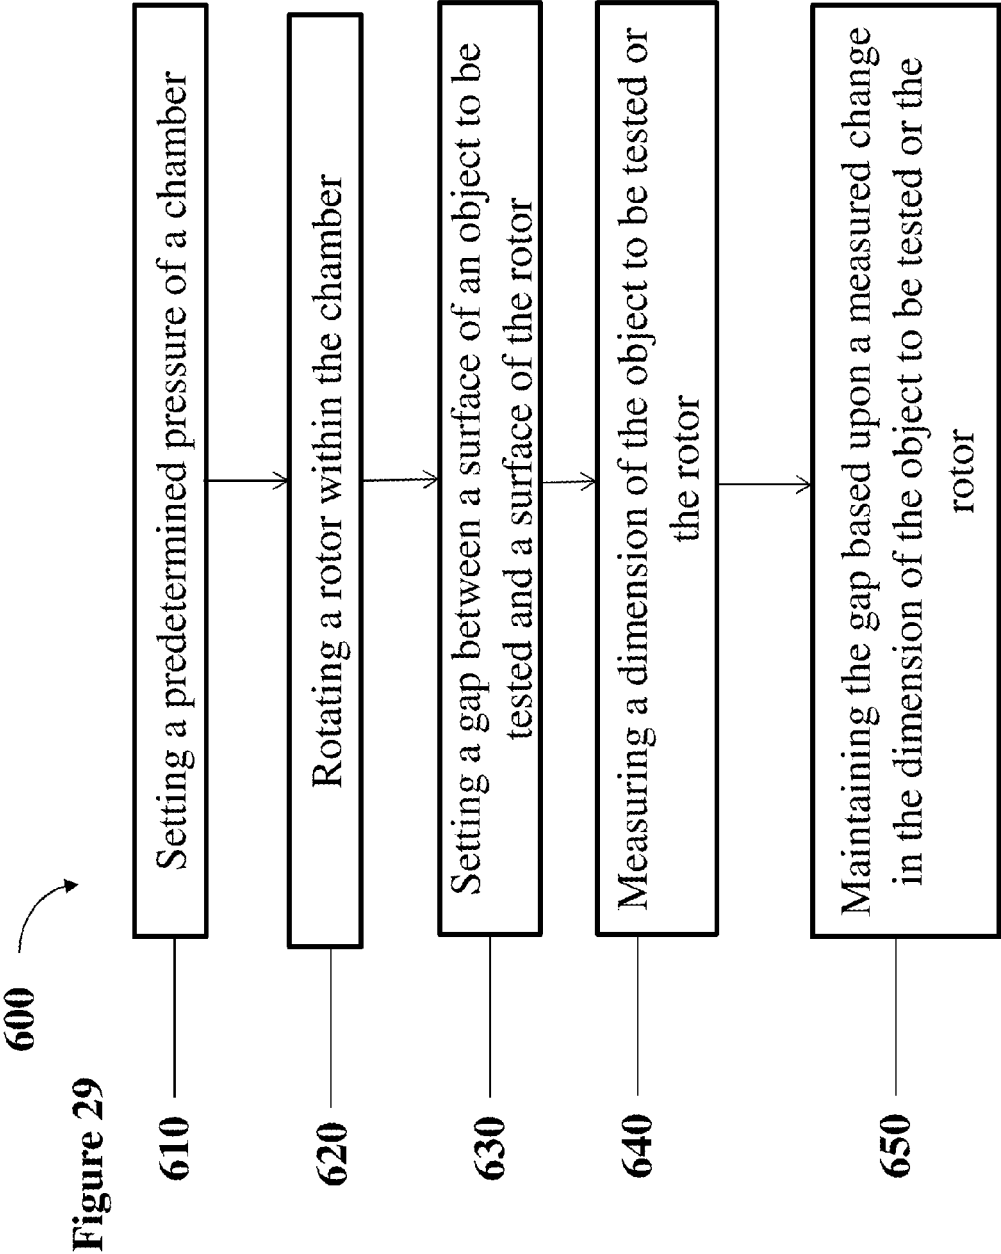 Figure 29
600
610
Setting a predetermined pressure of a chamber
620
Rotating a rotor within the chamber
630
Setting a gap between a surface of an object to be
tested and a surface of the rotor
640
Measuring a dimension of the object to be tested or
the rotor
650
Maintaining the gap based upon a measured change
in the dimension of the object to be tested or the
rotor